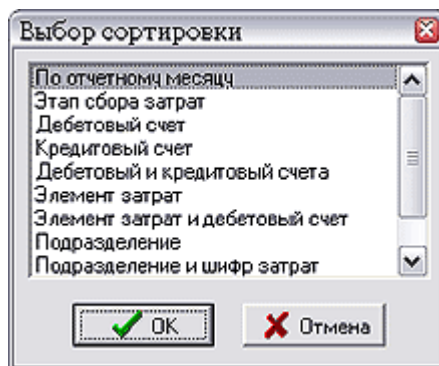 Выбор сортировки
По отчетному месяцу
Этап сбора затрат
Дебетовый счет
Кредитовый счет
Дебетовый и кредитовый счета
Элемент затрат
Элемент затрат и дебетовый счет
Подразделение
Подразделение и шифр затрат
ОК
Отмена